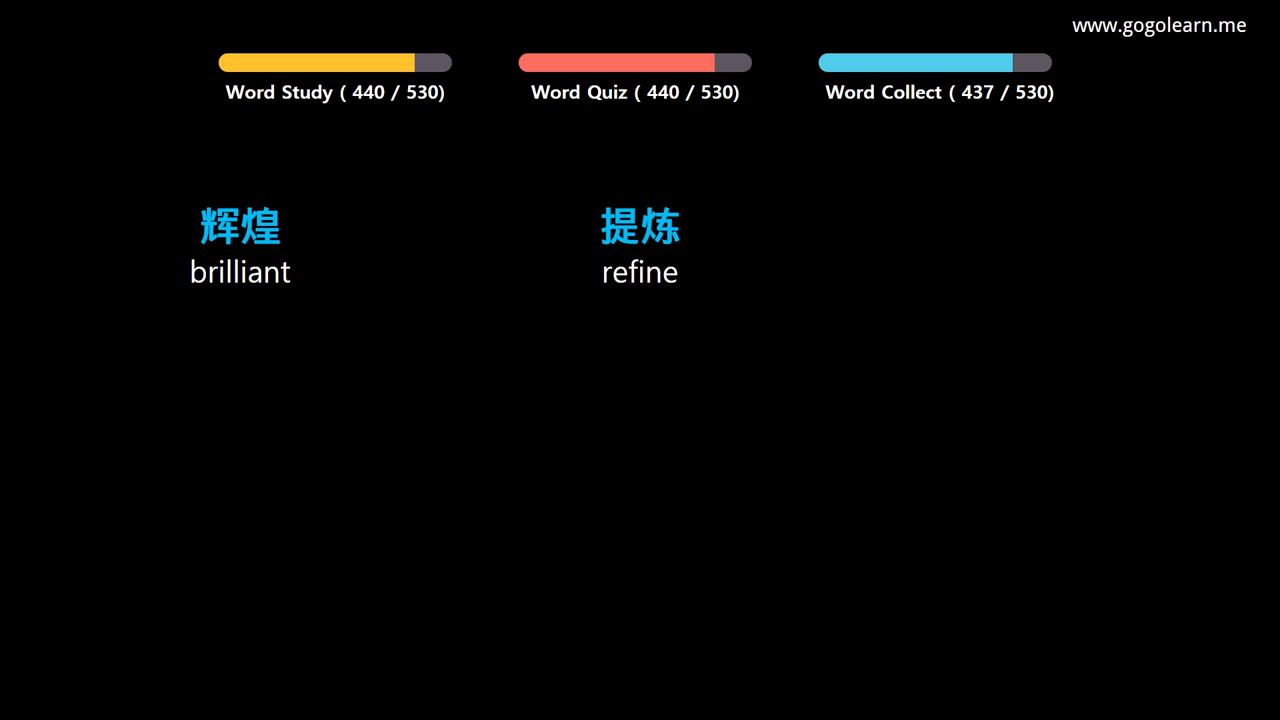 www.gogolearn.me
Word Study ( 440 / 530)
Word Quiz ( 440 / 530)
Word Collect ( 437 / 530)
辉煌
brilliant
提炼
refine